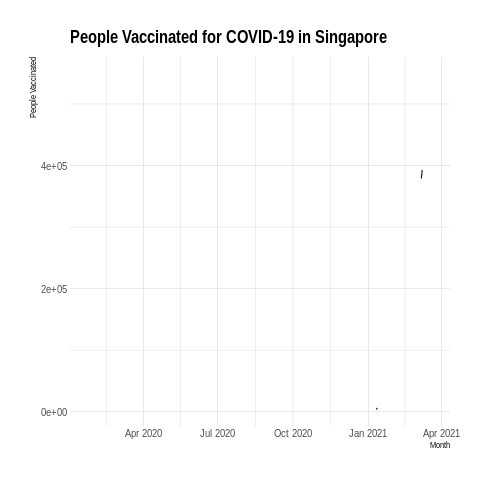 People Vaccinated for COVID-19 in Singapore
People Vaccinated
4e+05
2e+05
0e+00
Apr 2020 Jul 2020 Oct 2020 Jan 2021 Apr 2021
Month